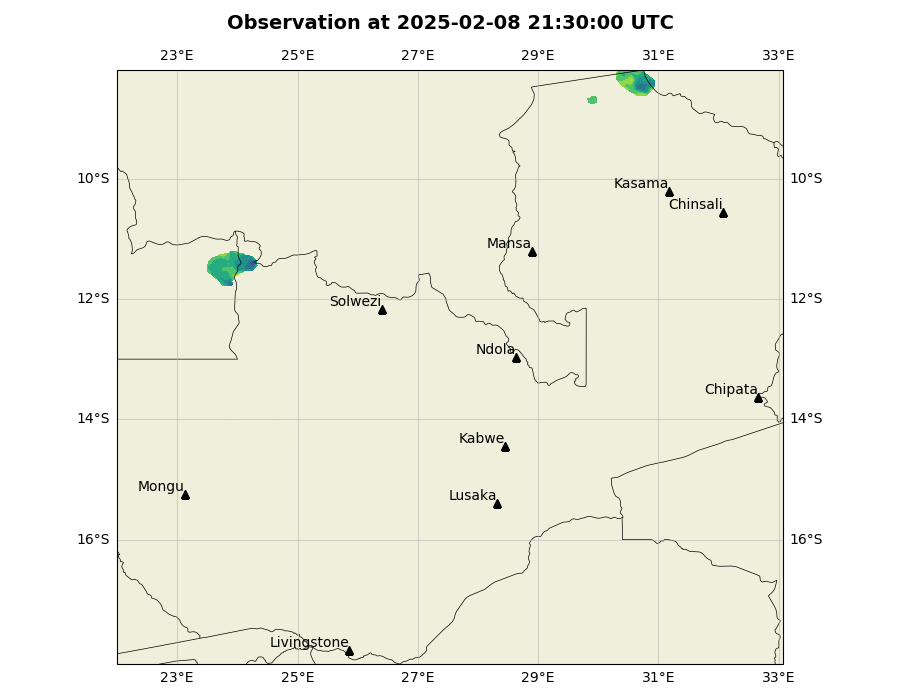 Observation at 2025-02-08 21:30:00 UTC
23°E 25°E 27°E 29°E 31°E 33°E
10°S 10°S
Kasama
Chinsali
Mansa
12°S 12°S
Solwezi
Ndola
Chipata
14°S 14°S
Kabwe
Mongu
Lusaka
16°S 16°S
Livingstone
23°E 25°E 27°E 29°E 31°E 33°E